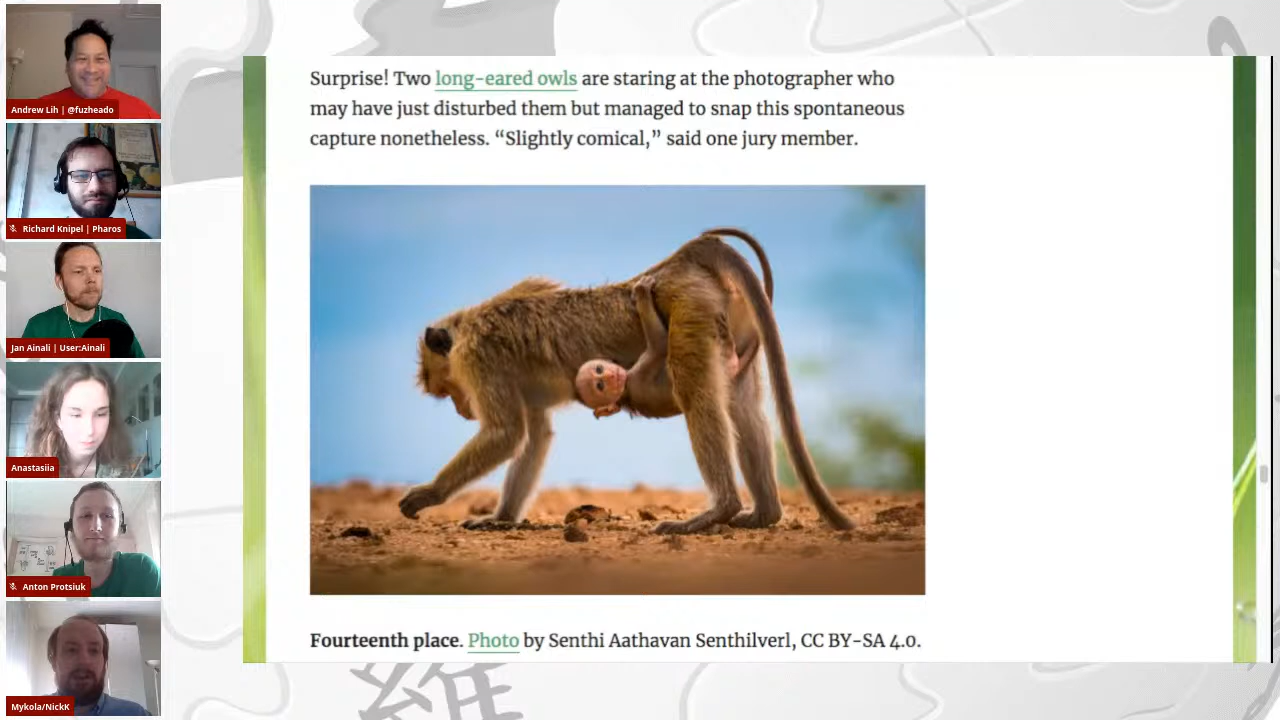 Andrew Lih | @fuzheado
Richard Knipel | Pharos
Jan Ainali | User:Ainali
Anastasiia
Anton Protsiuk
Mykola/NickK
Surprise! Two long-eared owls are staring at the photographer who
may have just disturbed them but managed to snap this spontaneous
capture nonetheless. “Slightly comical,” said one jury member.
Fourteenth place. Photo by Senthi Aathavan Senthilverl, CC BY-SA 4.0.